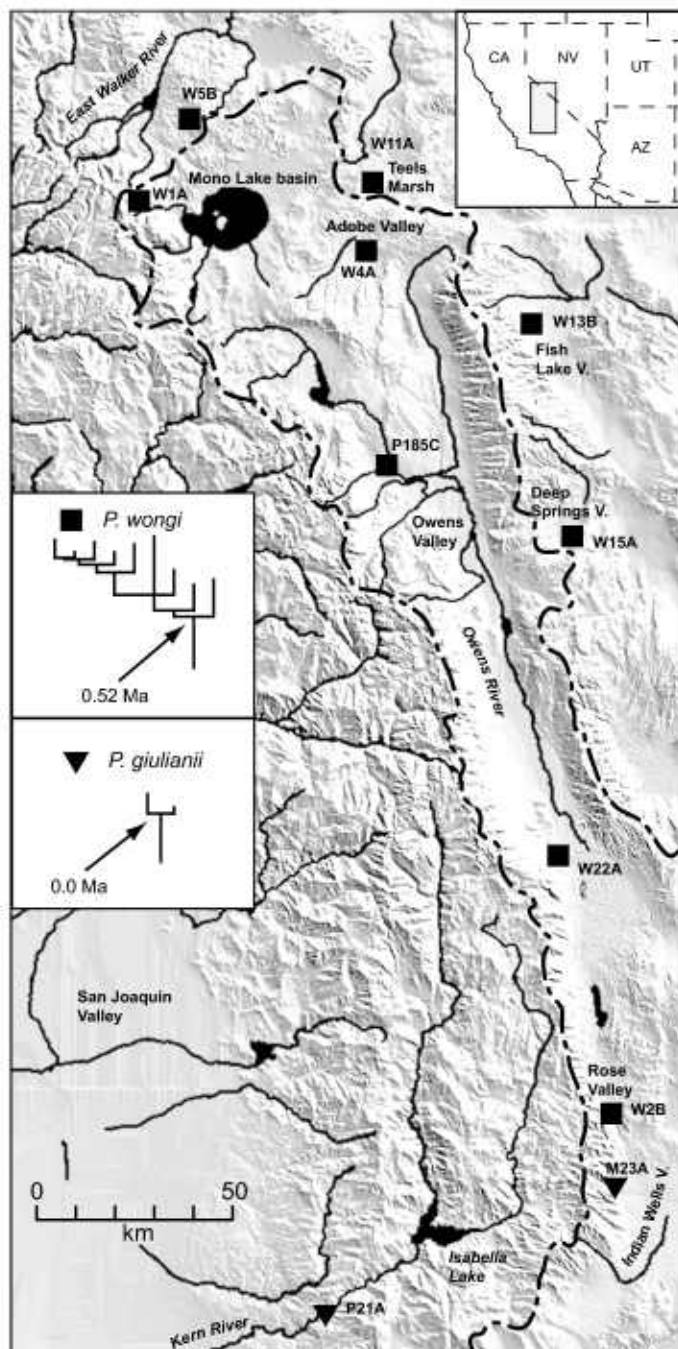 East Walker River
W5B
CA
NV
UT
AZ
W11A
Teels
Marsh
Mono Lake basin
W1A
Adobe Valley
W4A
W13B
Fish
Lake V.
P185C
Deep
Springs V.
Owens
Valley
W15A
P. wongi
0.52 Ma
Owens River
P. giulianii
0.0 Ma
W22A
San Joaquin
Valley
Rose
Valley
W2B
M23A
0 50
km
Indian Wells V.
Isabella
Lake
P21A
Kern River